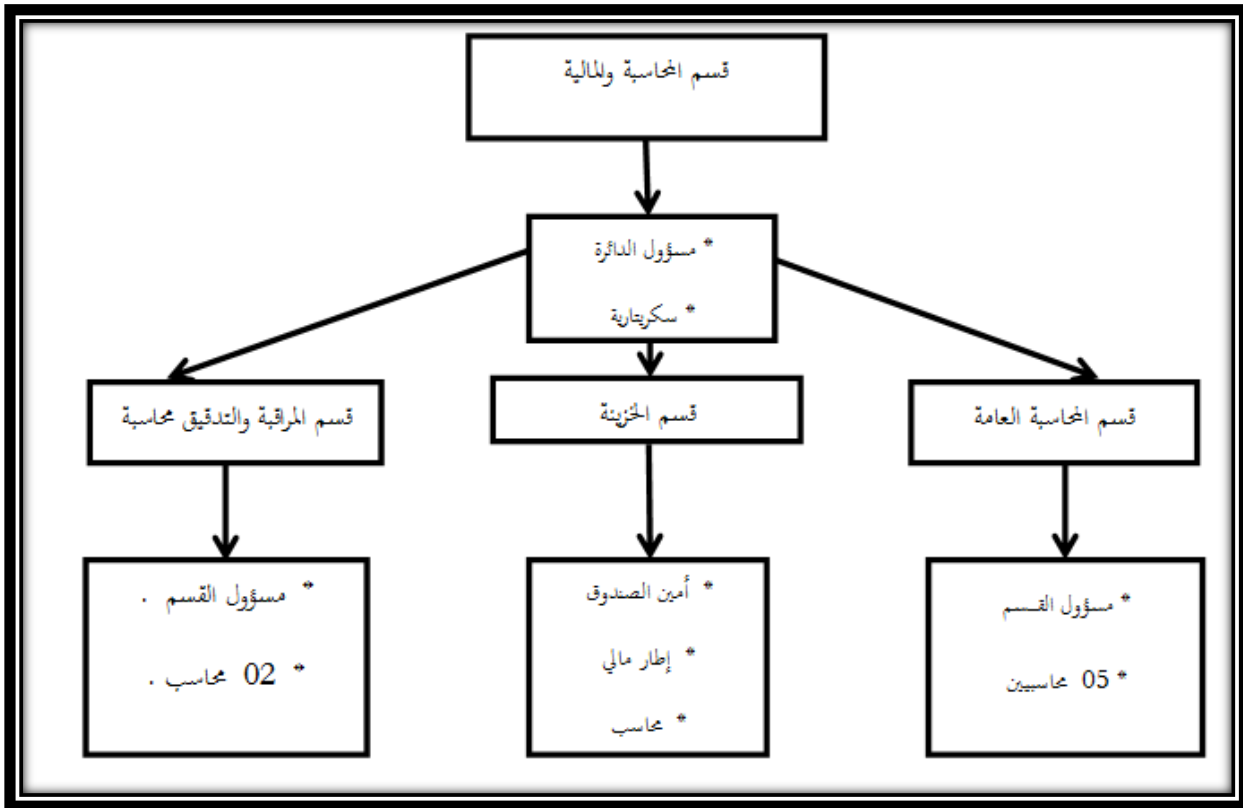 قسم المحاسبة والمالية
* مسؤول الدائرة
* سكريتارية
قسم المحاسبة العامة
قسم الخزينة
قسم المراقبة والتدقيق محاسبة
* مسؤول القسم
* 05 محاسبيين
* أمين الصندوق
* إطار مالي
* محاسب
* مسؤول القسم .
* 02 محاسب .